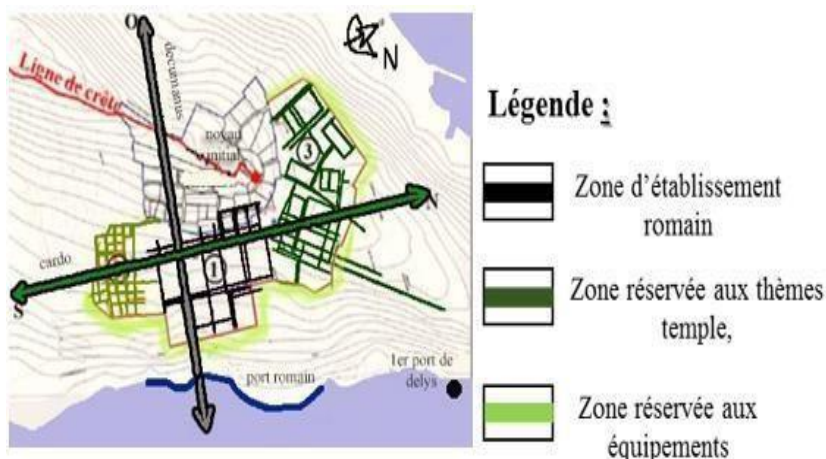 O
decumanus
N
Ligne de crête
noyau
initial
3
N
cardo
1
S
port romain
1er port de
delys
Légende :
Zone d'établissement
romain
Zone réservée aux thèmes
temple,
Zone réservée aux
équipements